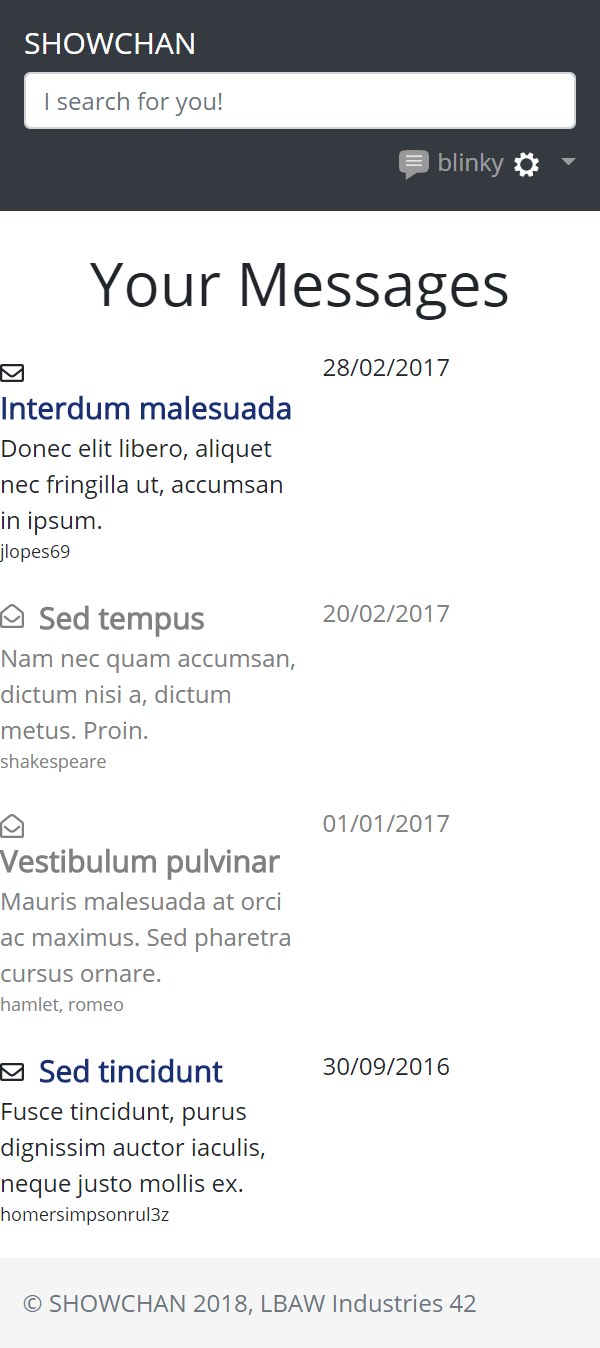 SHOWCHAN
I search for you!
blinky
Your Messages
28/02/2017
Interdum malesuada
Donec elit libero, aliquet
nec fringilla ut, accumsan
in ipsum.
jlopes69
Sed tempus
20/02/2017
Nam nec quam accumsan,
dictum nisi a, dictum
metus. Proin.
shakespeare
01/01/2017
Vestibulum pulvinar
Mauris malesuada at orci
ac maximus. Sed pharetra
cursus ornare.
hamlet, romeo
Sed tincidunt
30/09/2016
Fusce tincidunt, purus
dignissim auctor iaculis,
neque justo mollis ex.
homersimpsonrul3z
© SHOWCHAN 2018, LBAW Industries 42